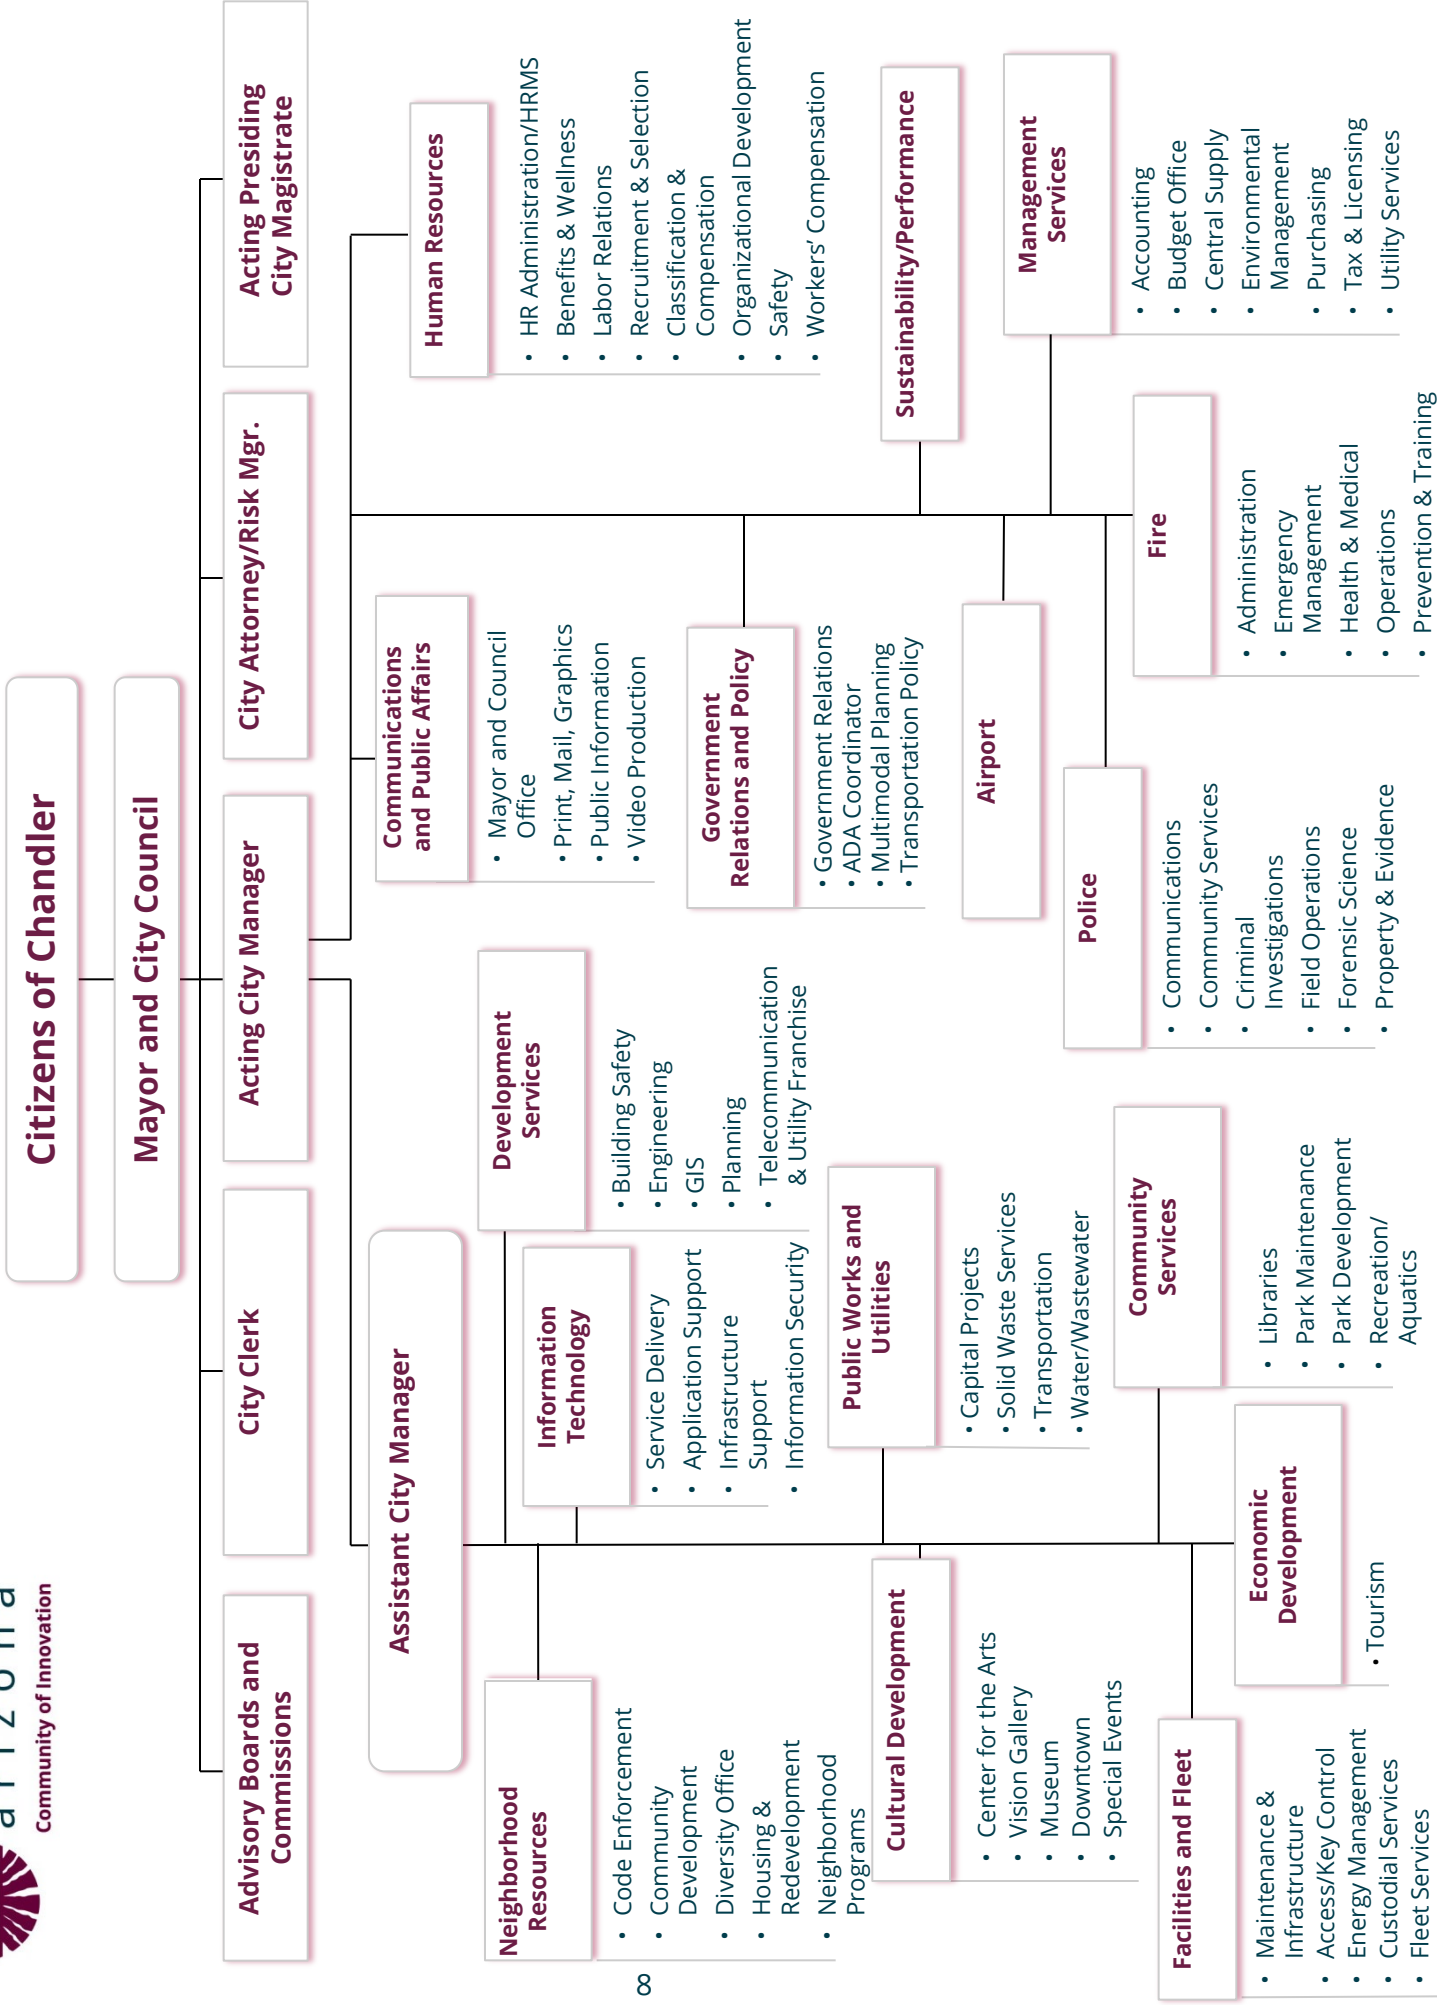 arizona
Community of Innovation
Citizens of Chandler
Mayor and City Council
Advisory Boards and
Commissions
City Clerk
Acting City Manager
City Attorney/Risk Mgr.
Acting Presiding
City Magistrate
Assistant City Manager
Neighborhood
Resources
• Code Enforcement
• Community
Development
• Diversity Office
• Housing &
Redevelopment
• Neighborhood
Programs
Information
Technology
• Service Delivery
• Application Support
• Infrastructure
Support
• Information Security
Development
Services
• Building Safety
• Engineering
• GIS
• Planning
• Telecommunication
& Utility Franchise
Cultural Development
• Center for the Arts
• Vision Gallery
• Museum
• Downtown
• Special Events
Public Works and
Utilities
• Capital Projects
• Solid Waste Services
• Transportation
• Water/Wastewater
Facilities and Fleet
• Maintenance &
Infrastructure
• Access/Key Control
• Energy Management
• Custodial Services
• Fleet Services
Economic
Development
• Tourism
Community
Services
• Libraries
• Park Maintenance
• Park Development
• Recreation/
Aquatics
Communications
and Public Affairs
• Mayor and Council
Office
• Print, Mail, Graphics
• Public Information
• Video Production
Human Resources
• HR Administration/HRMS
• Benefits & Wellness
• Labor Relations
• Recruitment & Selection
• Classification &
Compensation
• Organizational Development
• Safety
• Workers’ Compensation
Government
Relations and Policy
• Government Relations
• ADA Coordinator
• Multimodal Planning
• Transportation Policy
Sustainability/Performance
Airport
Management
Services
• Accounting
• Budget Office
• Central Supply
• Environmental
Management
• Purchasing
• Tax & Licensing
• Utility Services
Police
• Communications
• Community Services
• Criminal
Investigations
• Field Operations
• Forensic Science
• Property & Evidence
Fire
• Administration
• Emergency
Management
• Health & Medical
• Operations
• Prevention & Training
8